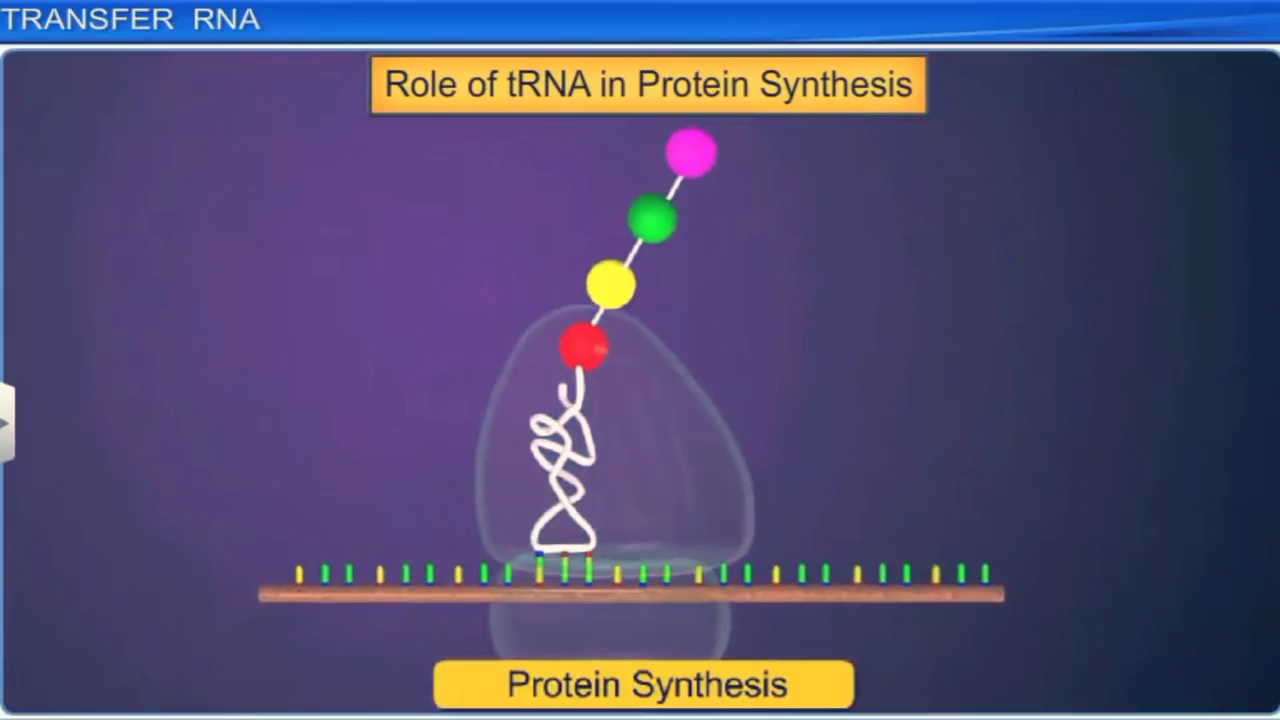 TRANSFER RNA
Role of tRNA in Protein Synthesis
Protein Synthesis